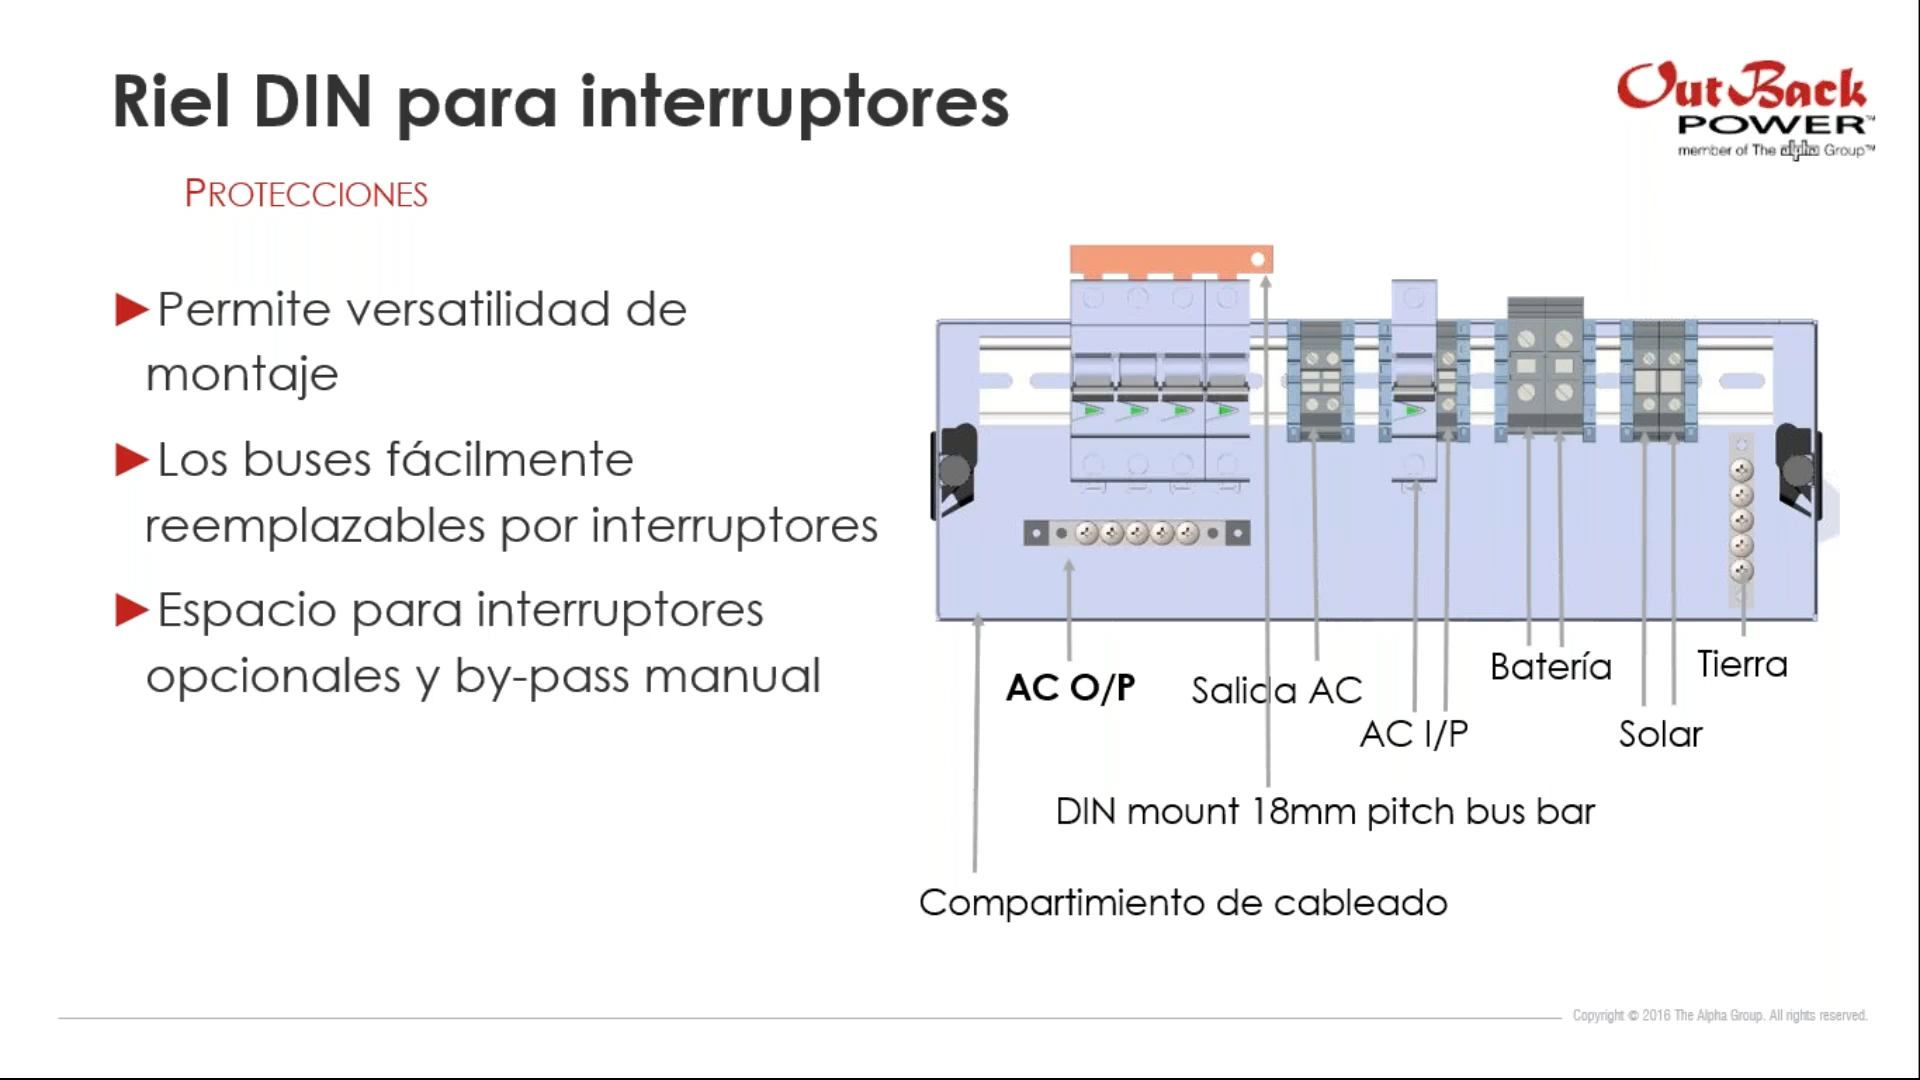 Riel DIN para interruptores
OutBack
POWER™
member of The alpha Group™
PROTECCIONES
►Permite versatilidad de
montaje
►Los buses fácilmente
reemplazables por interruptores
►Espacio para interruptores
opcionales y by-pass manual
AC O/P
Salida AC
AC I/P
Batería
Tierra
Solar
DIN mount 18mm pitch bus bar
Compartimiento de cableado
Copyright © 2016 The Alpha Group. All rights reserved.